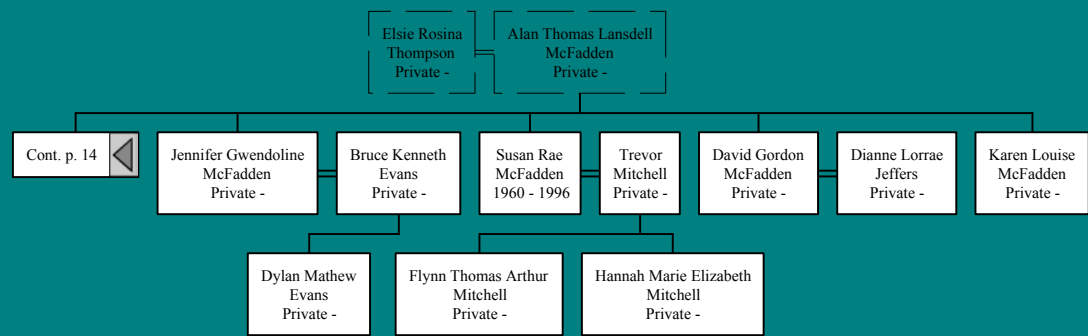 Elsie Rosina
Thompson
Private -
Alan Thomas Lansdell
McFadden
Private -
Cont. p. 14
Jennifer Gwendoline
McFadden
Private -
Bruce Kenneth
Evans
Private -
Susan Rae
McFadden
1960 - 1996
Trevor
Mitchell
Private -
David Gordon
McFadden
Private -
Dianne Lorrae
Jeffers
Private -
Karen Louise
McFadden
Private -
Dylan Mathew
Evans
Private -
Flynn Thomas Arthur
Mitchell
Private -
Hannah Marie Elizabeth
Mitchell
Private -